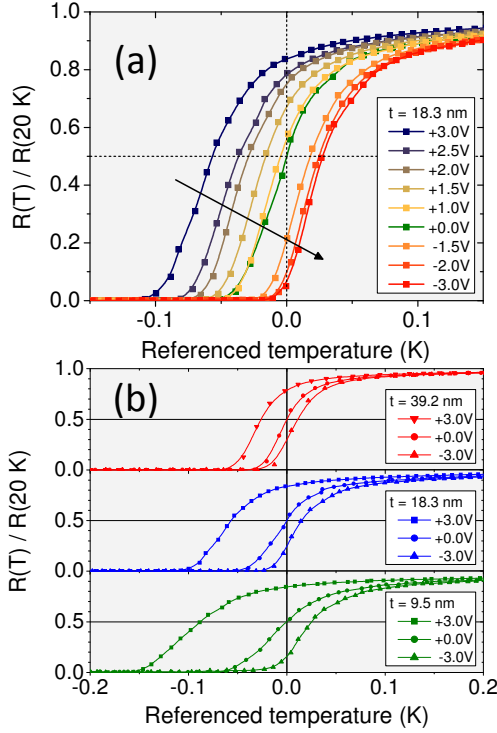 (a)
R(T) / R(20 K)
1.0
0.8
0.6
0.4
0.2
0.0
t = 18.3 nm
+3.0V
+2.5V
+2.0V
+1.5V
+1.0V
+0.0V
-1.5V
-2.0V
-3.0V
-0.1 0.0 0.1
Referenced temperature (K)
(b)
R(T) / R(20 K)
1.0
0.5
0.0
t = 39.2 nm
+3.0V
+0.0V
-3.0V
1.0
0.5
0.0
t = 18.3 nm
+3.0V
+0.0V
-3.0V
1.0
0.5
0.0
t = 9.5 nm
+3.0V
+0.0V
-3.0V
-0.2 -0.1 0.0 0.1 0.2
Referenced temperature (K)